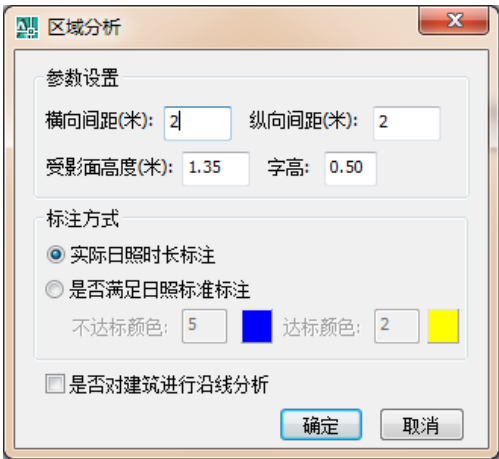 区域分析
参数设置
横向间距(米): 2 纵向间距(米): 2
受影面高度(米): 1.35 字高: 0.50
标注方式
实际日照时长标注
是否满足日照标准标注
不达标颜色: 5 达标颜色: 2
是否对建筑进行沿线分析
确定 取消